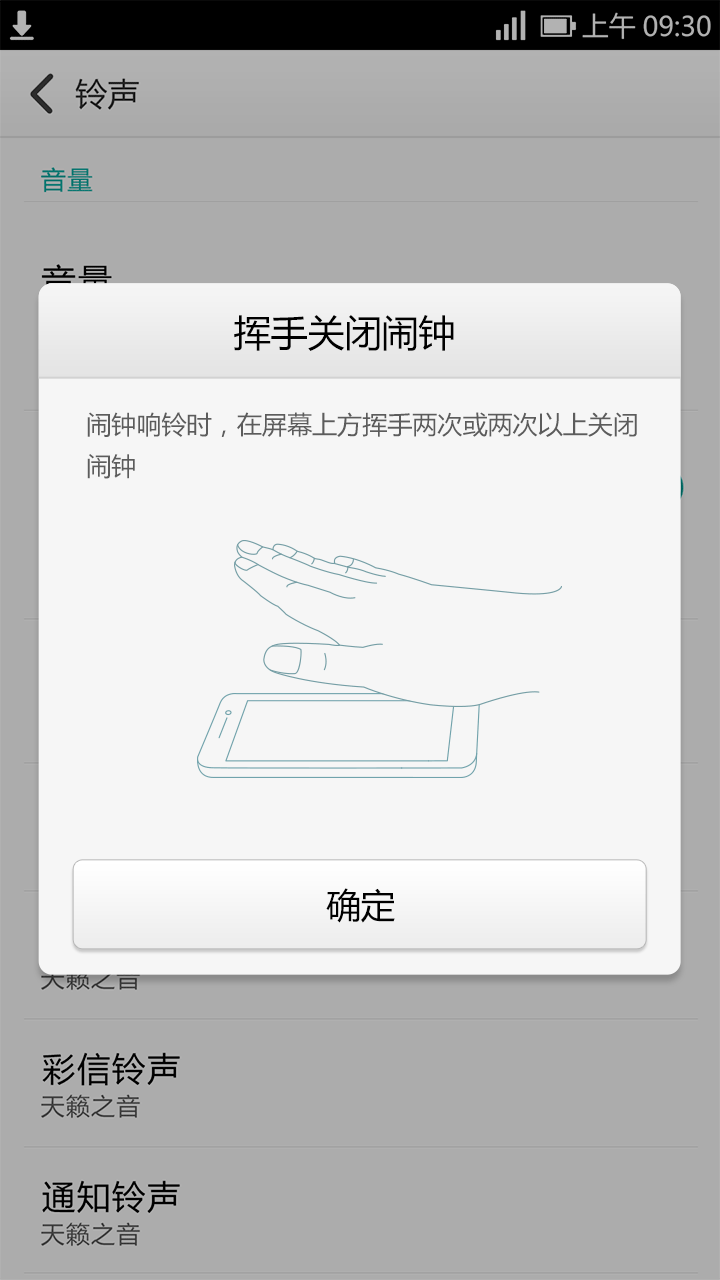 上午 09:30
铃声
音量
音量
挥手关闭闹钟
闹钟响铃时，在屏幕上方挥手两次或两次以上关闭
闹钟
确定
天籁之音
彩信铃声
天籁之音
通知铃声
天籁之音